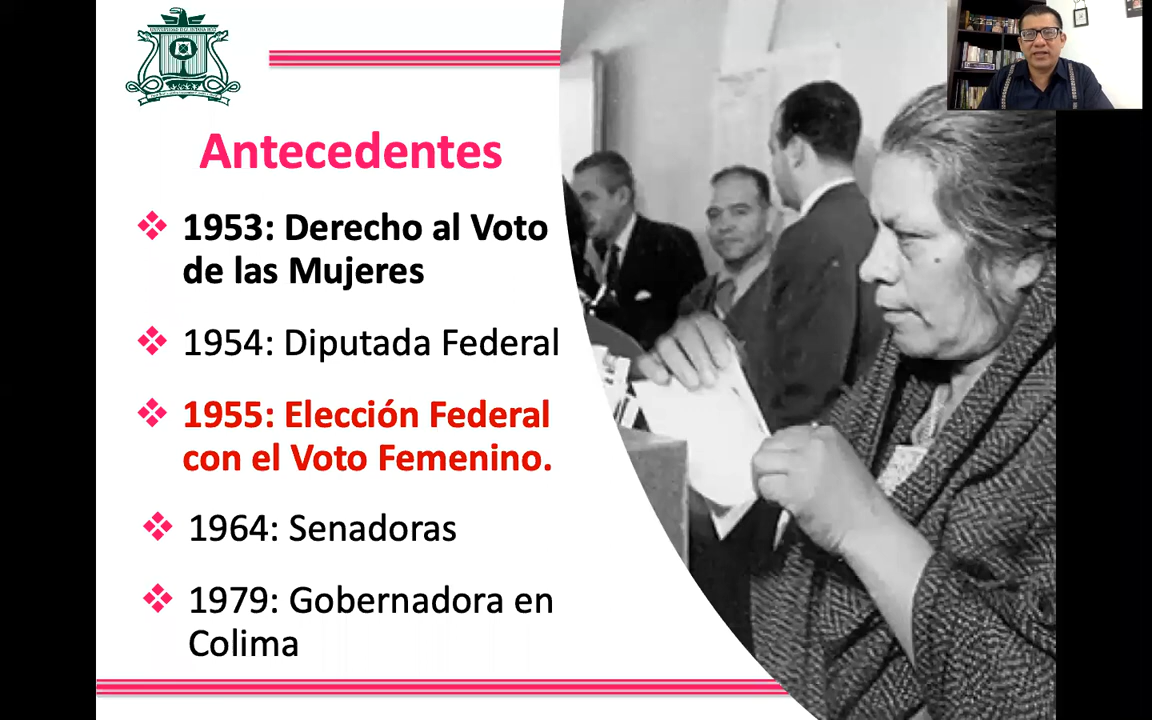 Antecedentes
❖ 1953: Derecho al Voto
de las Mujeres
❖ 1954: Diputada Federal
❖ 1955: Elección Federal
con el Voto Femenino.
❖ 1964: Senadoras
❖ 1979: Gobernadora en
Colima